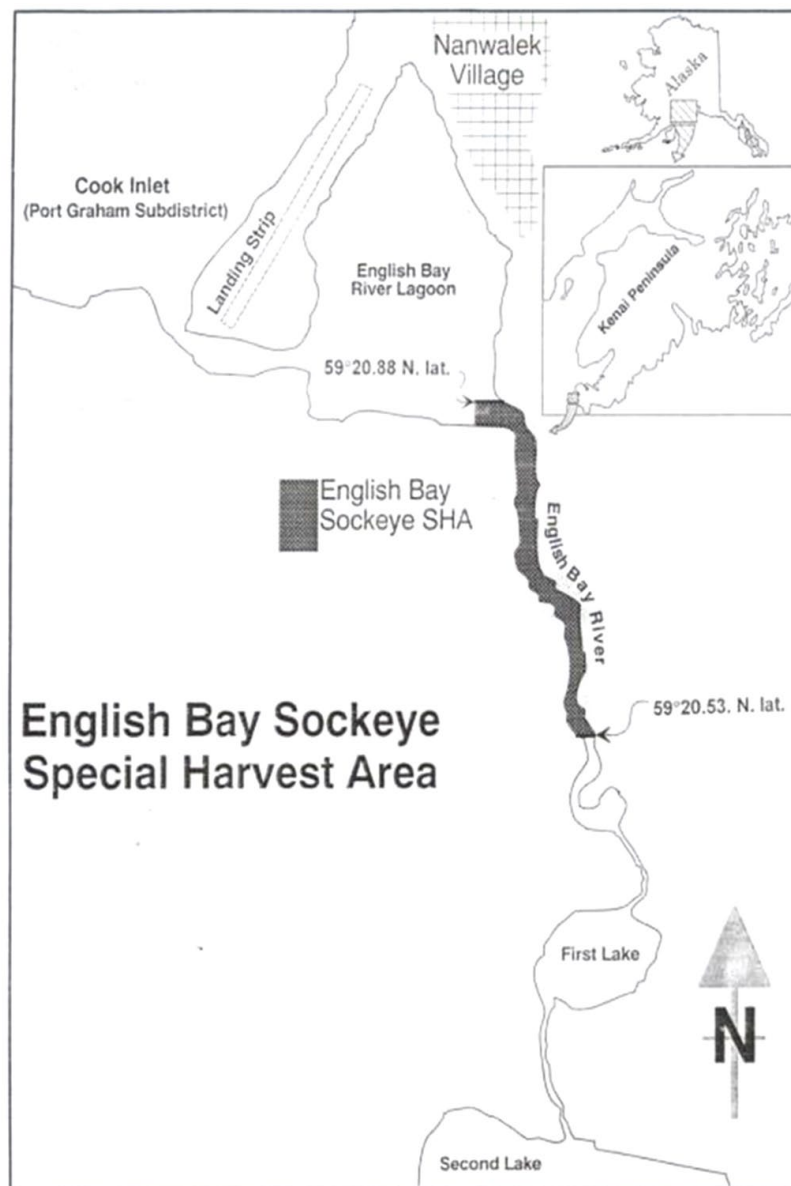 Nanwalek
Village
Alaska
Cook Inlet
(Port Graham Subdistrict)
Landing Strip
English Bay
River Lagoon
Kenai Peninsula
59°20.88 N. lat.
English Bay
Sockeye SHA
English Bay River
59°20.53. N. lat.
English Bay Sockeye
Special Harvest Area
First Lake
N
Second Lake